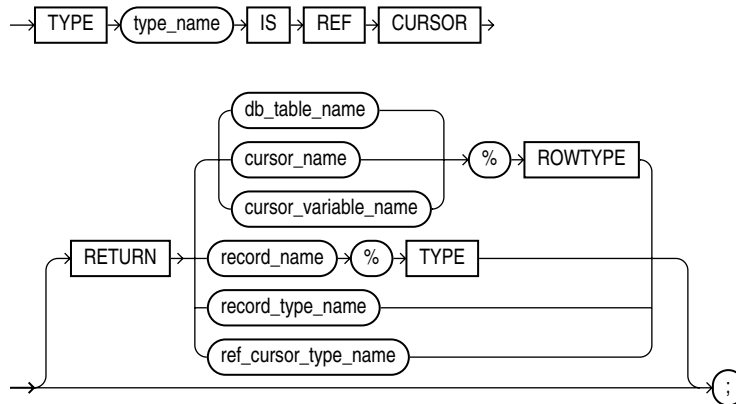 TYPE type_name IS REF CURSOR
db_table_name
cursor_name % ROWTYPE
cursor_variable_name
RETURN record_name % TYPE
record_type_name
ref_cursor_type_name
;